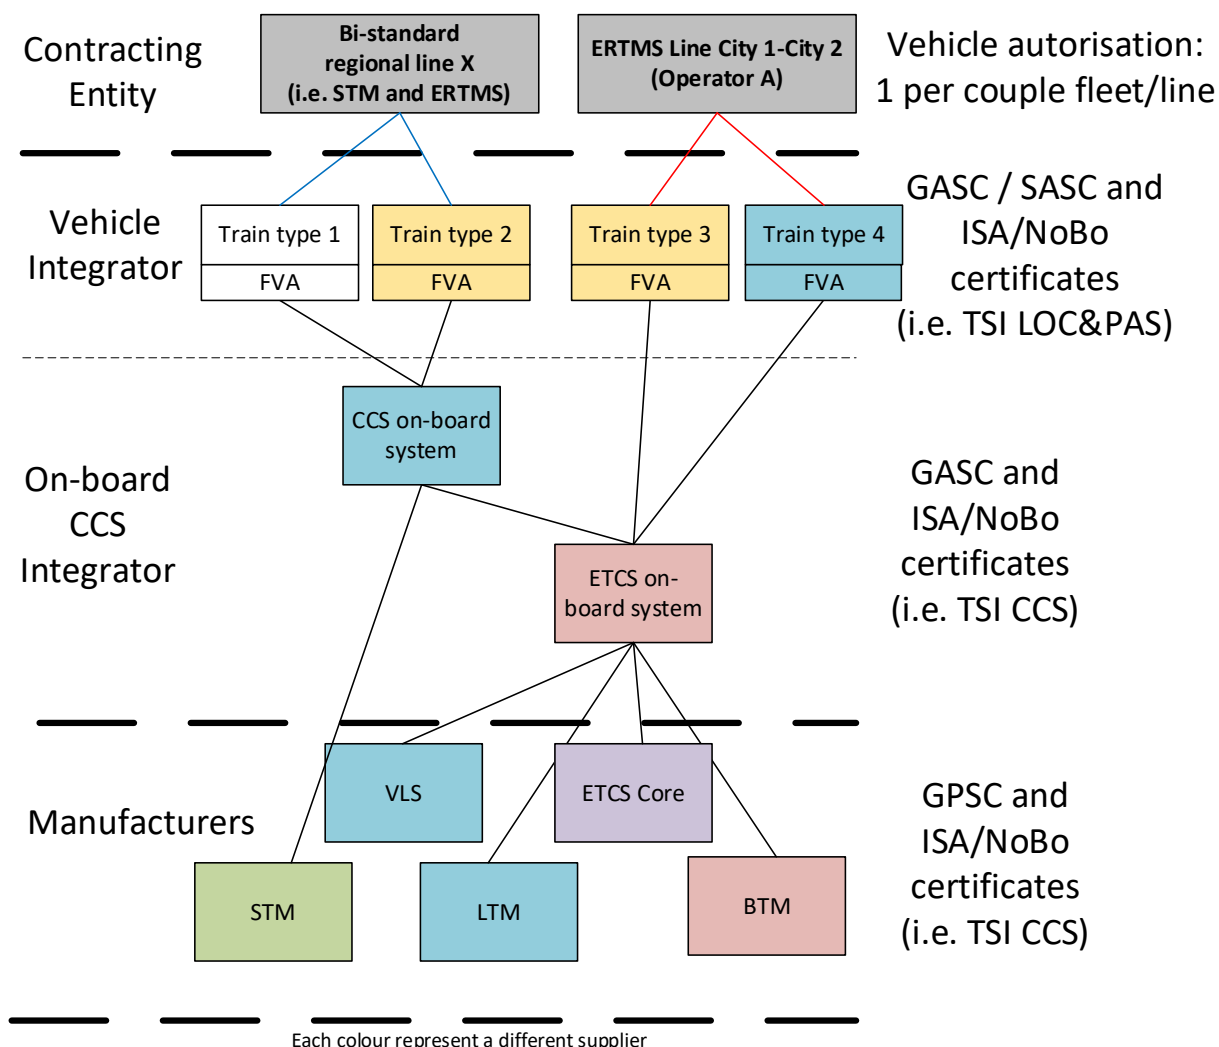 Contracting
Entity
Bi-standard
regional line X
(i.e. STM and ERTMS)
ERTMS Line City 1-City 2
(Operator A)
Vehicle autorisation:
1 per couple fleet/line
Vehicle
Integrator
Train type 1
FVA
Train type 2
FVA
Train type 3
FVA
Train type 4
FVA
GASC / SASC and
ISA/NoBo
certificates
(i.e. TSI LOC&PAS)
On-board
CCS
Integrator
CCS on-board
system
ETCS on-
board system
GASC and
ISA/NoBo
certificates
(i.e. TSI CCS)
Manufacturers
VLS
ETCS Core
STM
LTM
BTM
GPSC and
ISA/NoBo
certificates
(i.e. TSI CCS)
Each colour represent a different supplier